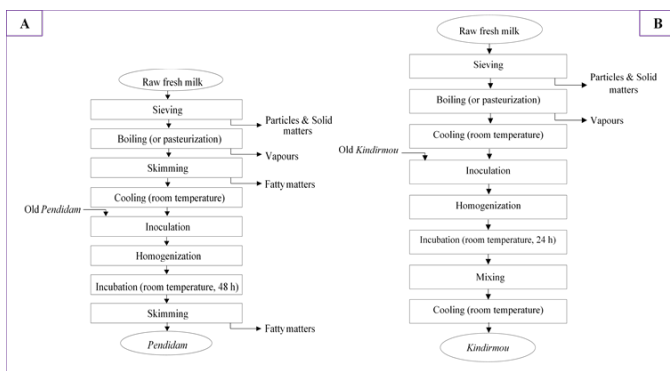 A
Raw fresh milk
Sieving
Particles & Solid
matters
Boiling (or pasteurization)
Vapours
Skimming
Fatty matters
Cooling (room temperature)
Old Pendidam
Inoculation
Homogenization
Incubation (room temperature, 48 h)
Skimming
Fatty matters
Pendidam
B
Raw fresh milk
Sieving
Particles & Solid
matters
Boiling (or pasteurization)
Vapours
Cooling (room temperature)
Old Kindirmou
Inoculation
Homogenization
Incubation (room temperature, 24 h)
Mixing
Cooling (room temperature)
Kindirmou